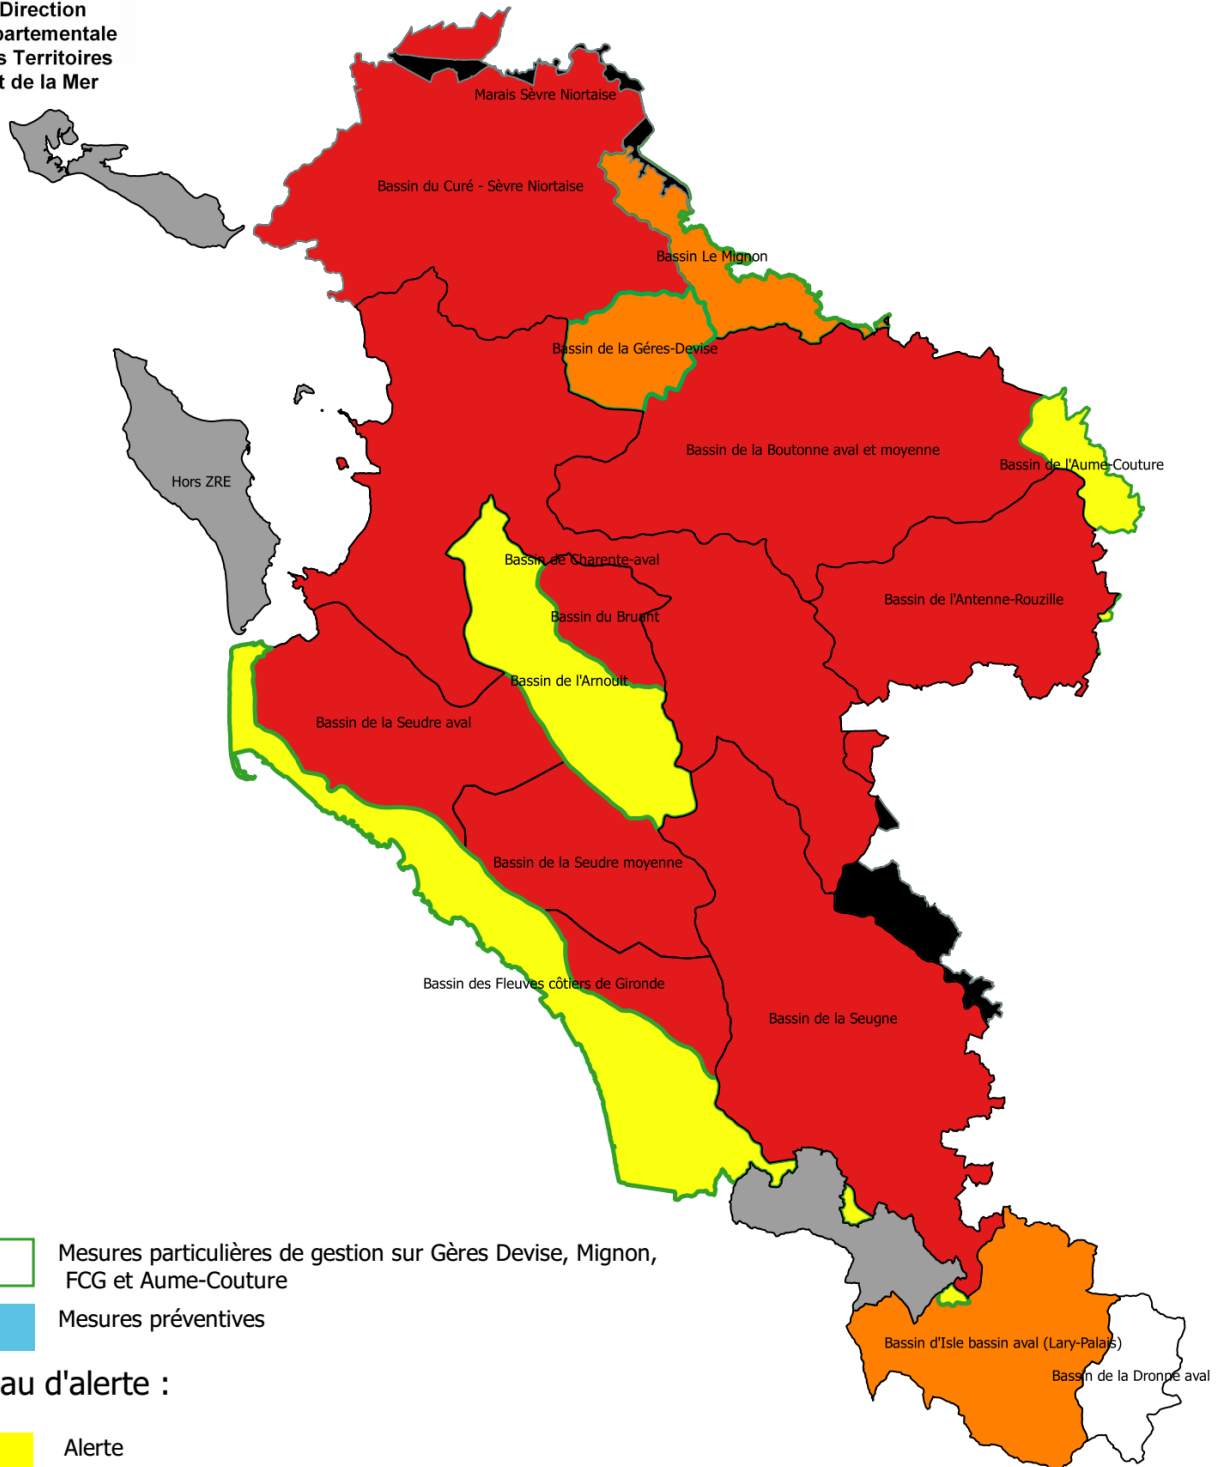 Direction
partementale
s Territoires
t de la Mer
Marais Sèvre Niortaise
Bassin du Curé - Sèvre Niortaise
Bassin Le Mignon
Bassin de la Géres-Devise
Bassin de la Boutonne aval et moyenne
Bassin de l'Aume-Couture
Hors ZRE
Bassin de Charente-aval
Bassin de l'Antenne-Rouzille
Bassin du Bruant
Bassin de l'Arnoult
Bassin de la Seudre aval
Bassin de la Seudre moyenne
Bassin des Fleuves côtiers de Gironde
Bassin de la Seugne
Mesures particulières de gestion sur Gères Devise, Mignon,
FCG et Aume-Couture
Mesures préventives
Bassin d'Isle bassin aval (Lary-Palais)
Bassin de la Dronne aval
au d'alerte :
Alerte